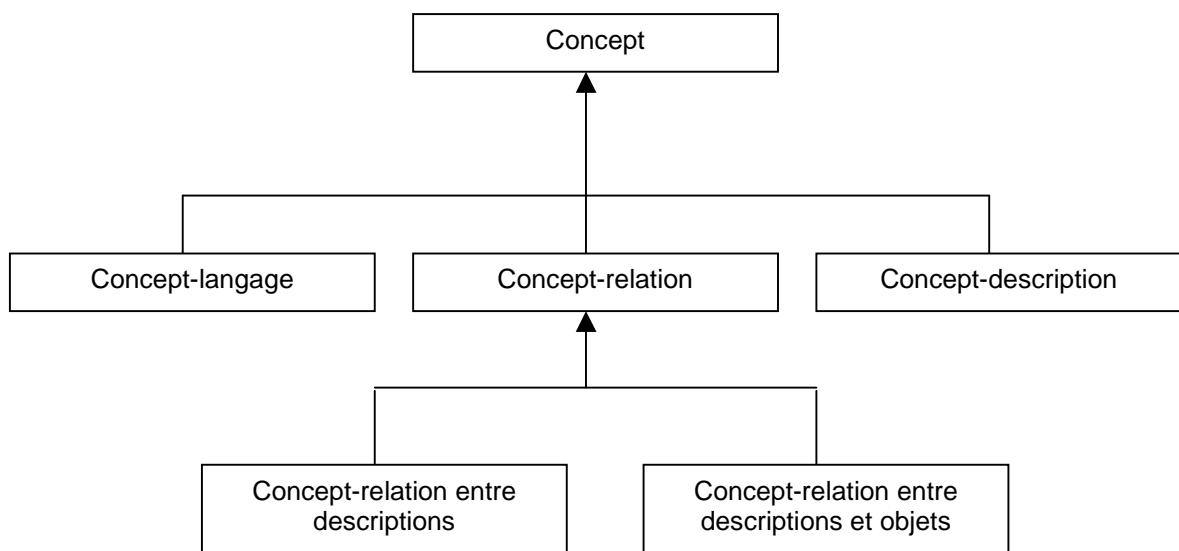 Concept
Concept-langage
Concept-relation
Concept-description
Concept-relation entre
descriptions
Concept-relation entre
descriptions et objets